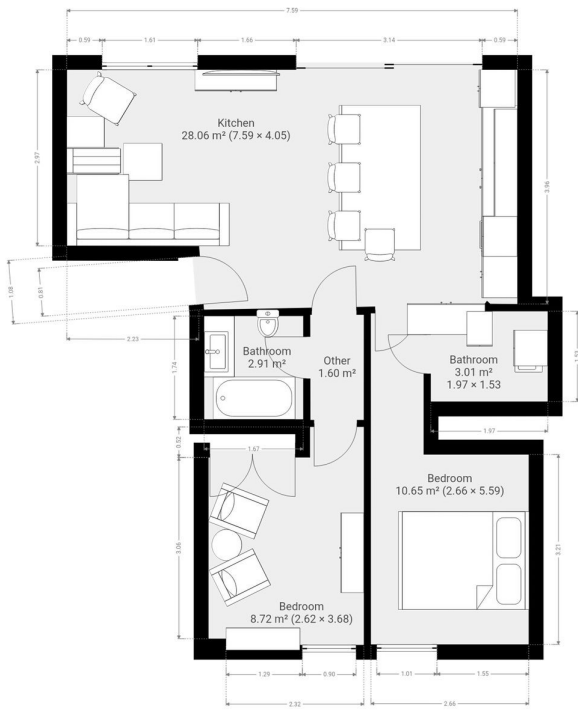 7.59
0.59
1.61
1.66
3.14
0.59
Kitchen
28.06 m² (7.59 × 4.05)
2.97
3.96
1.08
0.81
2.23
Bathroom
2.91 m²
Other
1.60 m²
Bathroom
3.01 m²
1.97 × 1.53
1.74
1.53
1.67
1.97
0.52
Bedroom
10.65 m² (2.66 × 5.59)
3.06
3.21
Bedroom
8.72 m² (2.62 × 3.68)
1.29
0.90
1.01
1.55
2.32
2.66